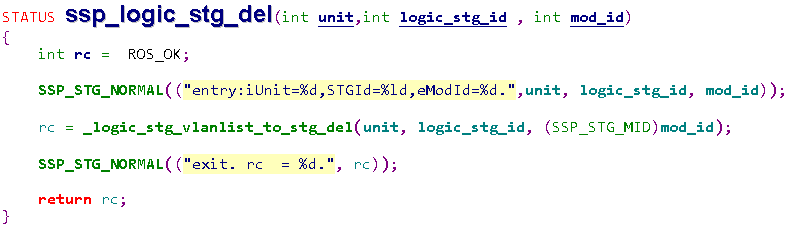 STATUS ssp_logic_stg_del(int unit,int logic_stg_id , int mod_id)
{
int rc = ROS_OK;
SSP_STG_NORMAL(("entry:iUnit=%d,STGId=%ld,eModId=%d.",unit, logic_stg_id, mod_id));
rc = _logic_stg_vlanlist_to_stg_del(unit, logic_stg_id, (SSP_STG_MID)mod_id);
SSP_STG_NORMAL(("exit. rc = %d.", rc));
return rc;
}